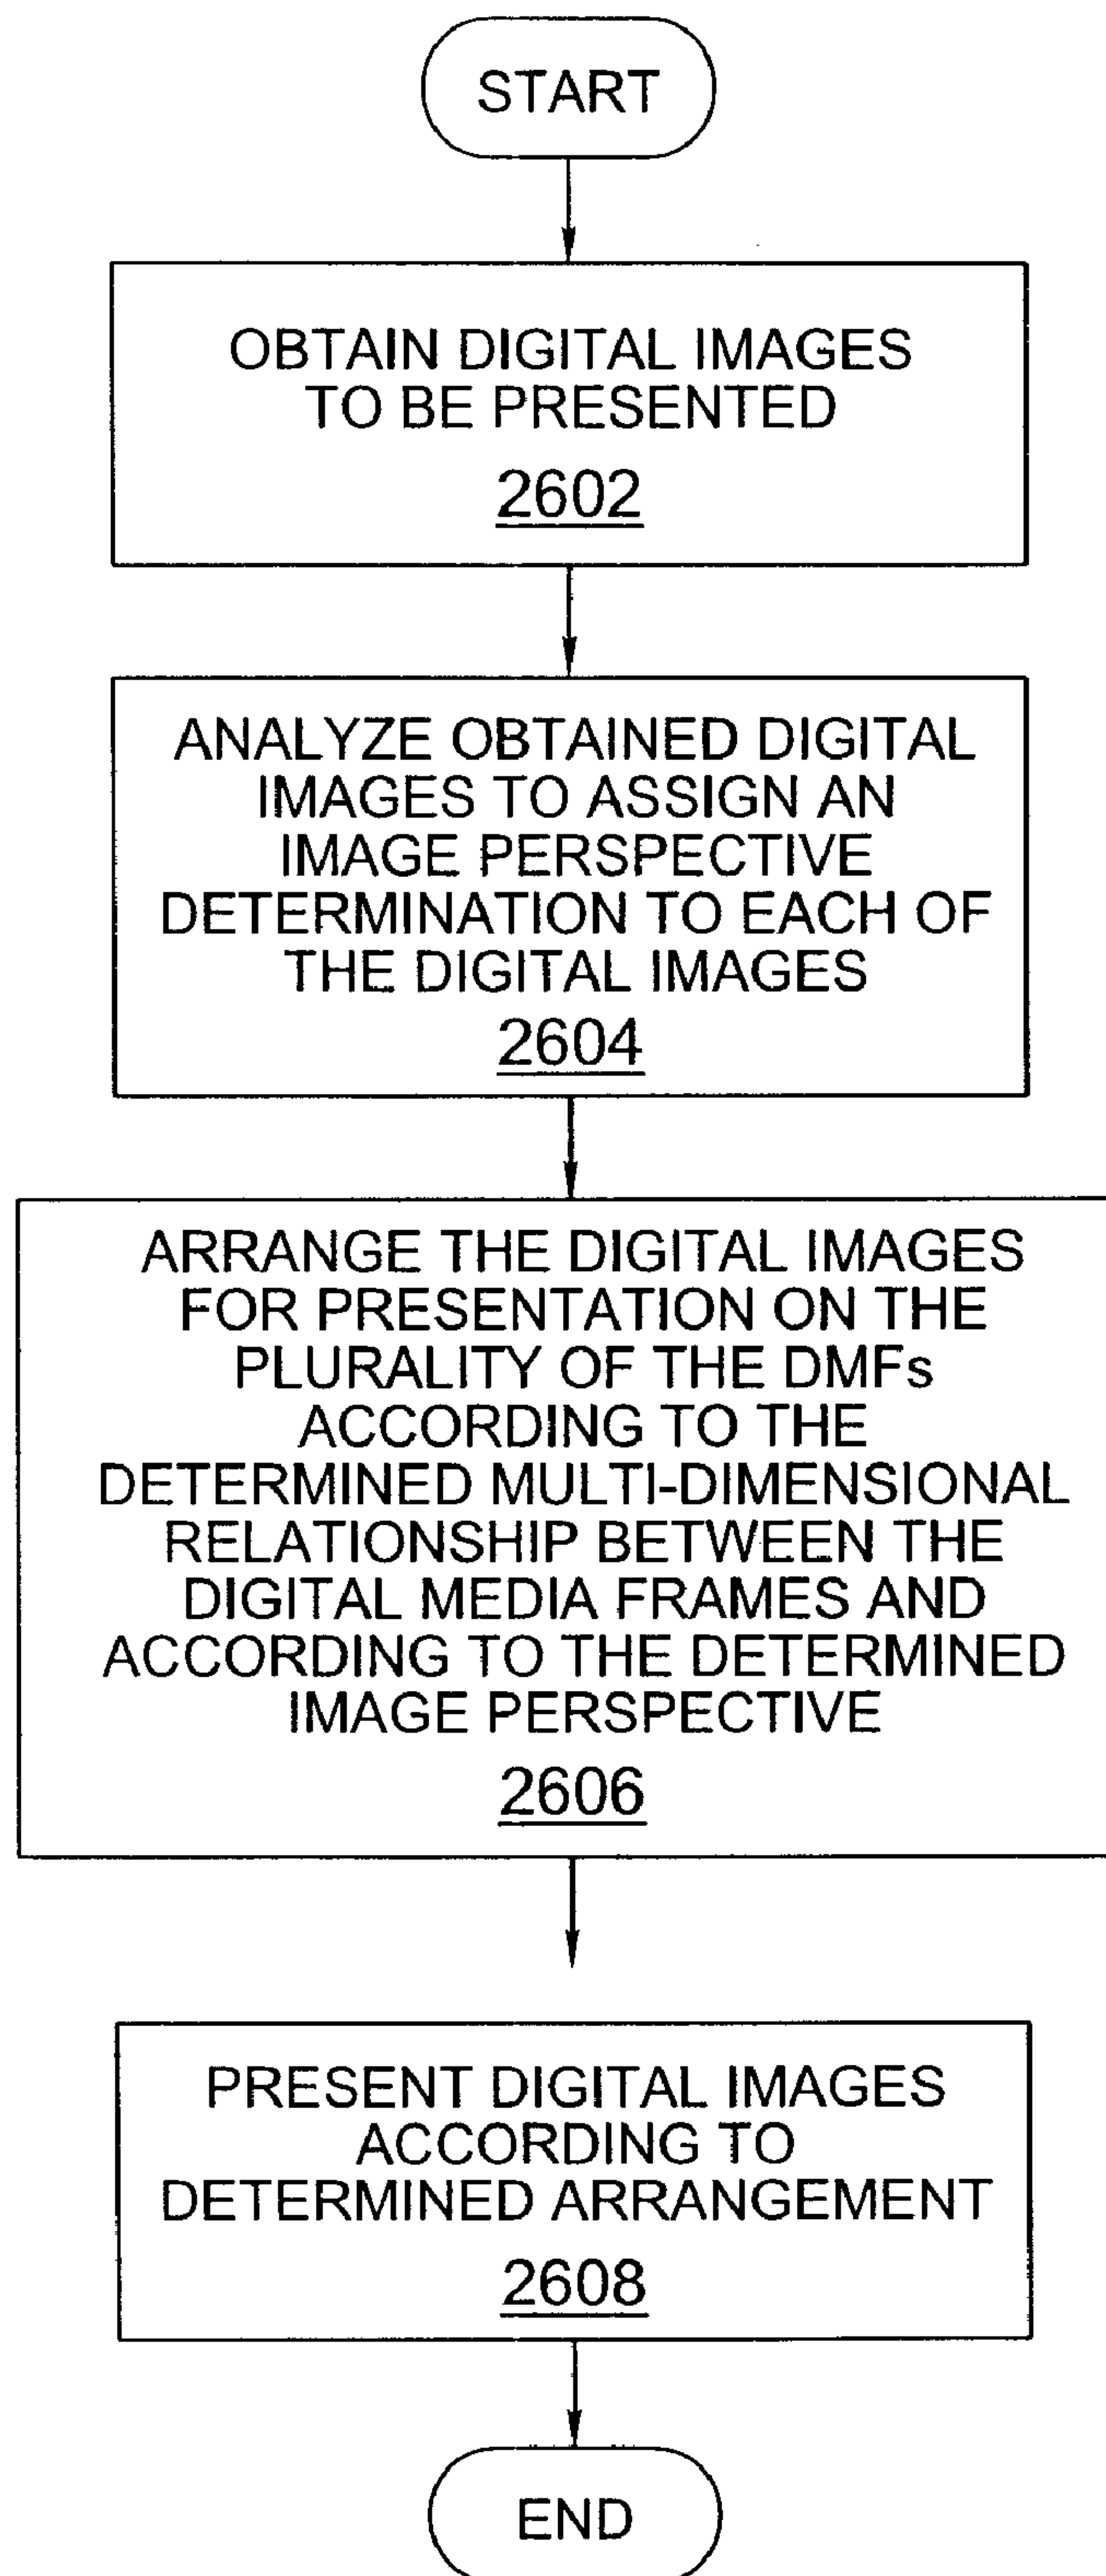 START
OBTAIN DIGITAL IMAGES
TO BE PRESENTED
2602
ANALYZE OBTAINED DIGITAL
IMAGES TO ASSIGN AN
IMAGE PERSPECTIVE
DETERMINATION TO EACH OF
THE DIGITAL IMAGES
2604
ARRANGE THE DIGITAL IMAGES
FOR PRESENTATION ON THE
PLURALITY OF THE DMFs
ACCORDING TO THE
DETERMINED MULTI-DIMENSIONAL
RELATIONSHIP BETWEEN THE
DIGITAL MEDIA FRAMES AND
ACCORDING TO THE DETERMINED
IMAGE PERSPECTIVE
2606
PRESENT DIGITAL IMAGES
ACCORDING TO
DETERMINED ARRANGEMENT
2608
END